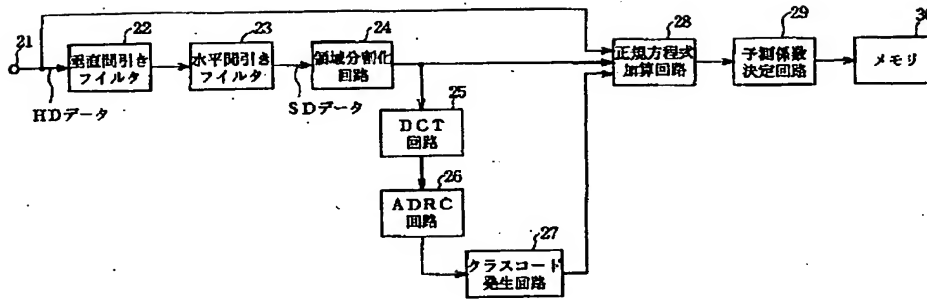 21
22
垂直間引き
フィルタ
23
水平間引き
フィルタ
24
領域分割化
回路
28
正規方程式
加算回路
29
予測係数
決定回路
30
メモリ
HDデータ
SDデータ
25
DCT
回路
26
ADRC
回路
27
クラスコード
発生回路